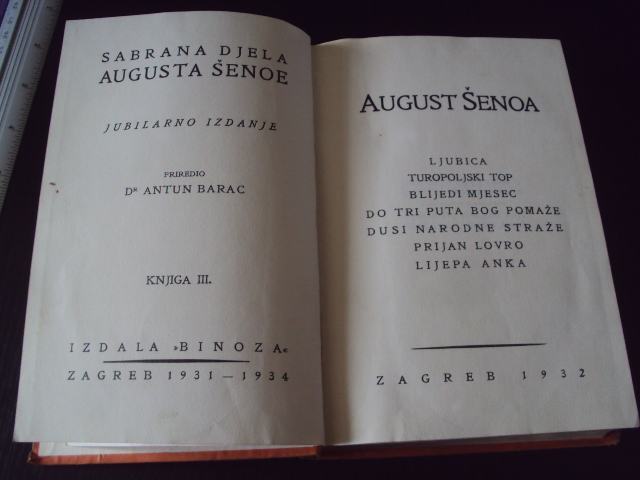 SABRANA DJELA
AUGUSTA ŠENOE
JUBILARNO IZDANJE
PRIREDIO
DR ANTUN BARAC
KNJIGA III.
IZDALA »BINOZA«
ZAGREB 1931—1934
AUGUST ŠENOA
LJUBICA
TUROPOLJSKI TOP
BLIJEDI MJESEC
DO TRI PUTA BOG POMAŽE
DUSI NARODNE STRAŽE
PRIJAN LOVRO
LIJEPA ANKA
ZAGREB 1932